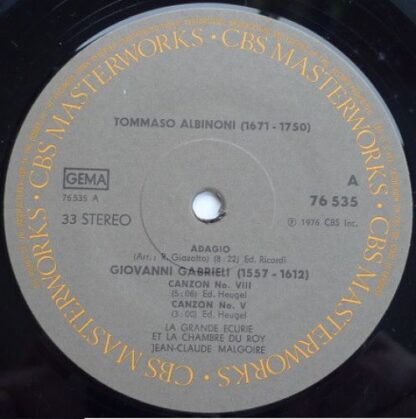 CBS MASTERWORKS · CBS MASTERWORKS · CBS MASTERWORKS · CBS MASTERWORKS ·
TOMMASO ALBINONI (1671 - 1750)
GEMA
A
76535 A
76 535
33 STEREO
℗ 1976 CBS Inc.
ADAGIO
(Arr.: R. Giazotto) (8:22) Ed. Ricordi
GIOVANNI GABRIELI (1557 - 1612)
CANZON No. VIII
(5:06) Ed. Heugel
CANZON No. V
(3:00) Ed. Heugel
LA GRANDE ECURIE
ET LA CHAMBRE DU ROY
JEAN-CLAUDE MALGOIRE